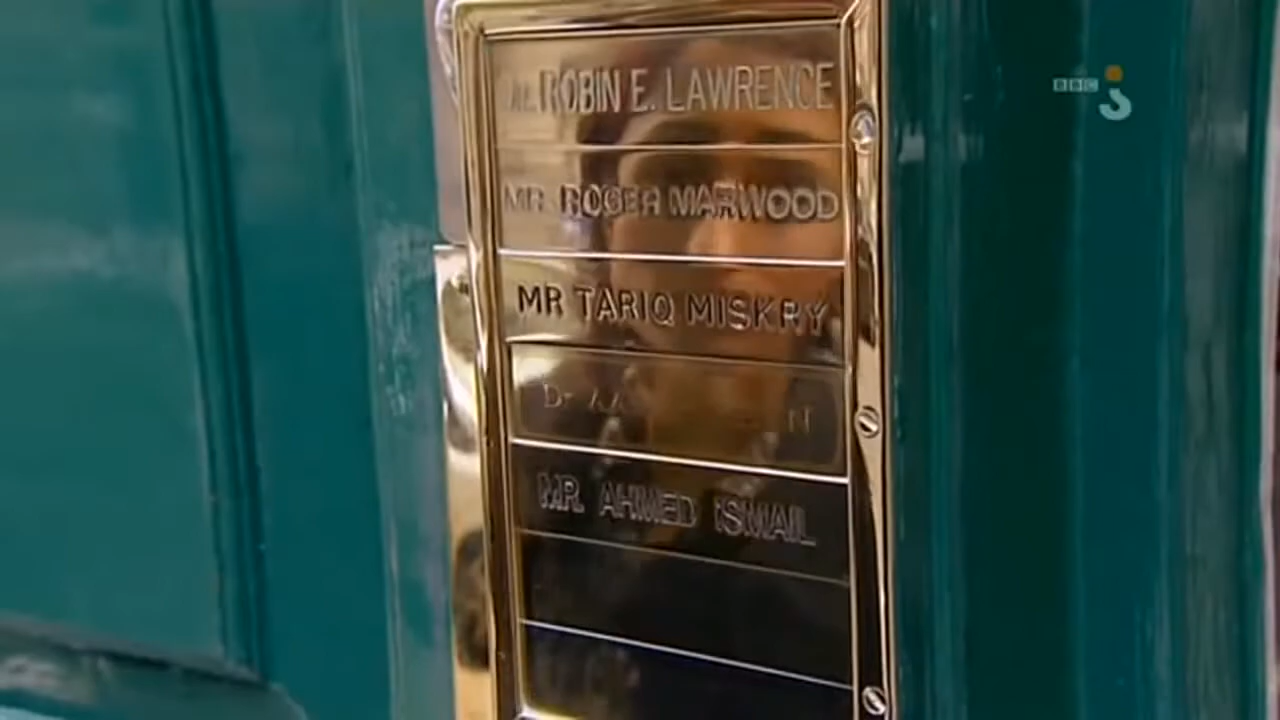 ROBIN E. LAWRENCE
MR. ROGER MARWOOD
MR TARIQ MISKRY
MR. AHMED ISMAIL
BBC